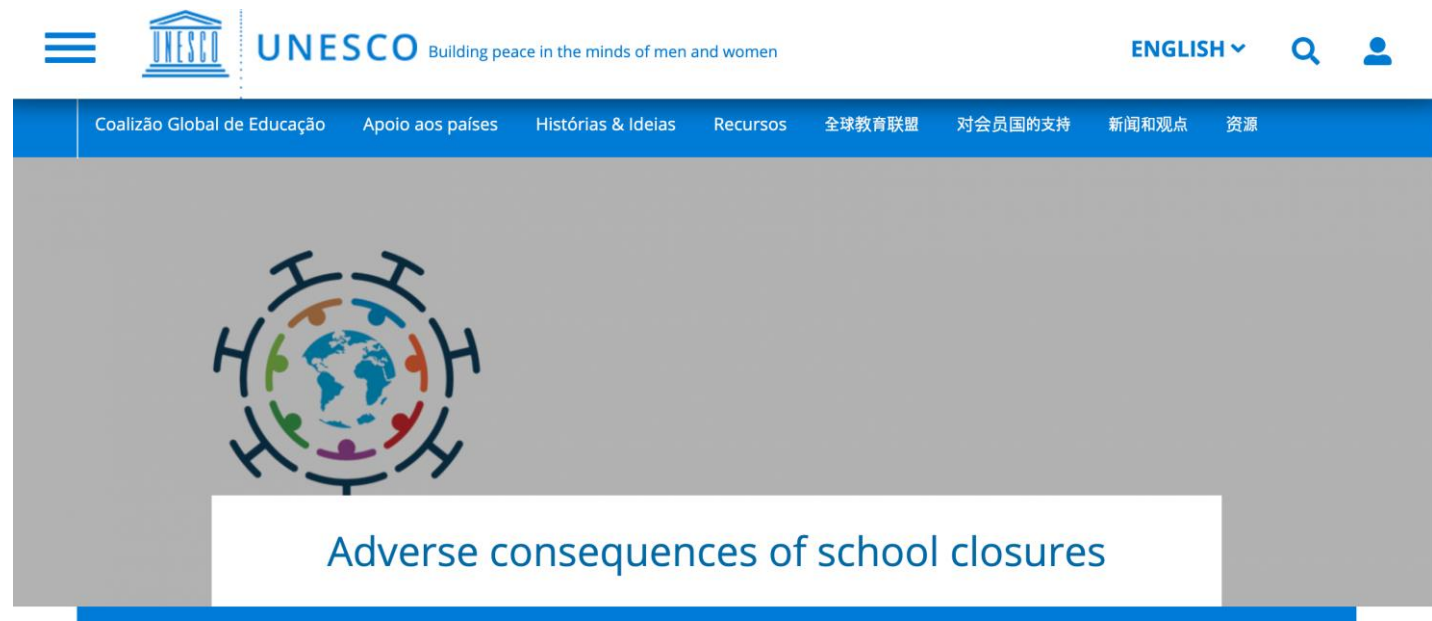 UNESCO
UNESCO Building peace in the minds of men and women
ENGLISH
Coalizão Global de Educação Apoio aos países Histórias & Ideias Recursos 全球教育联盟 对会员国的支持 新闻和观点 资源
Adverse consequences of school closures